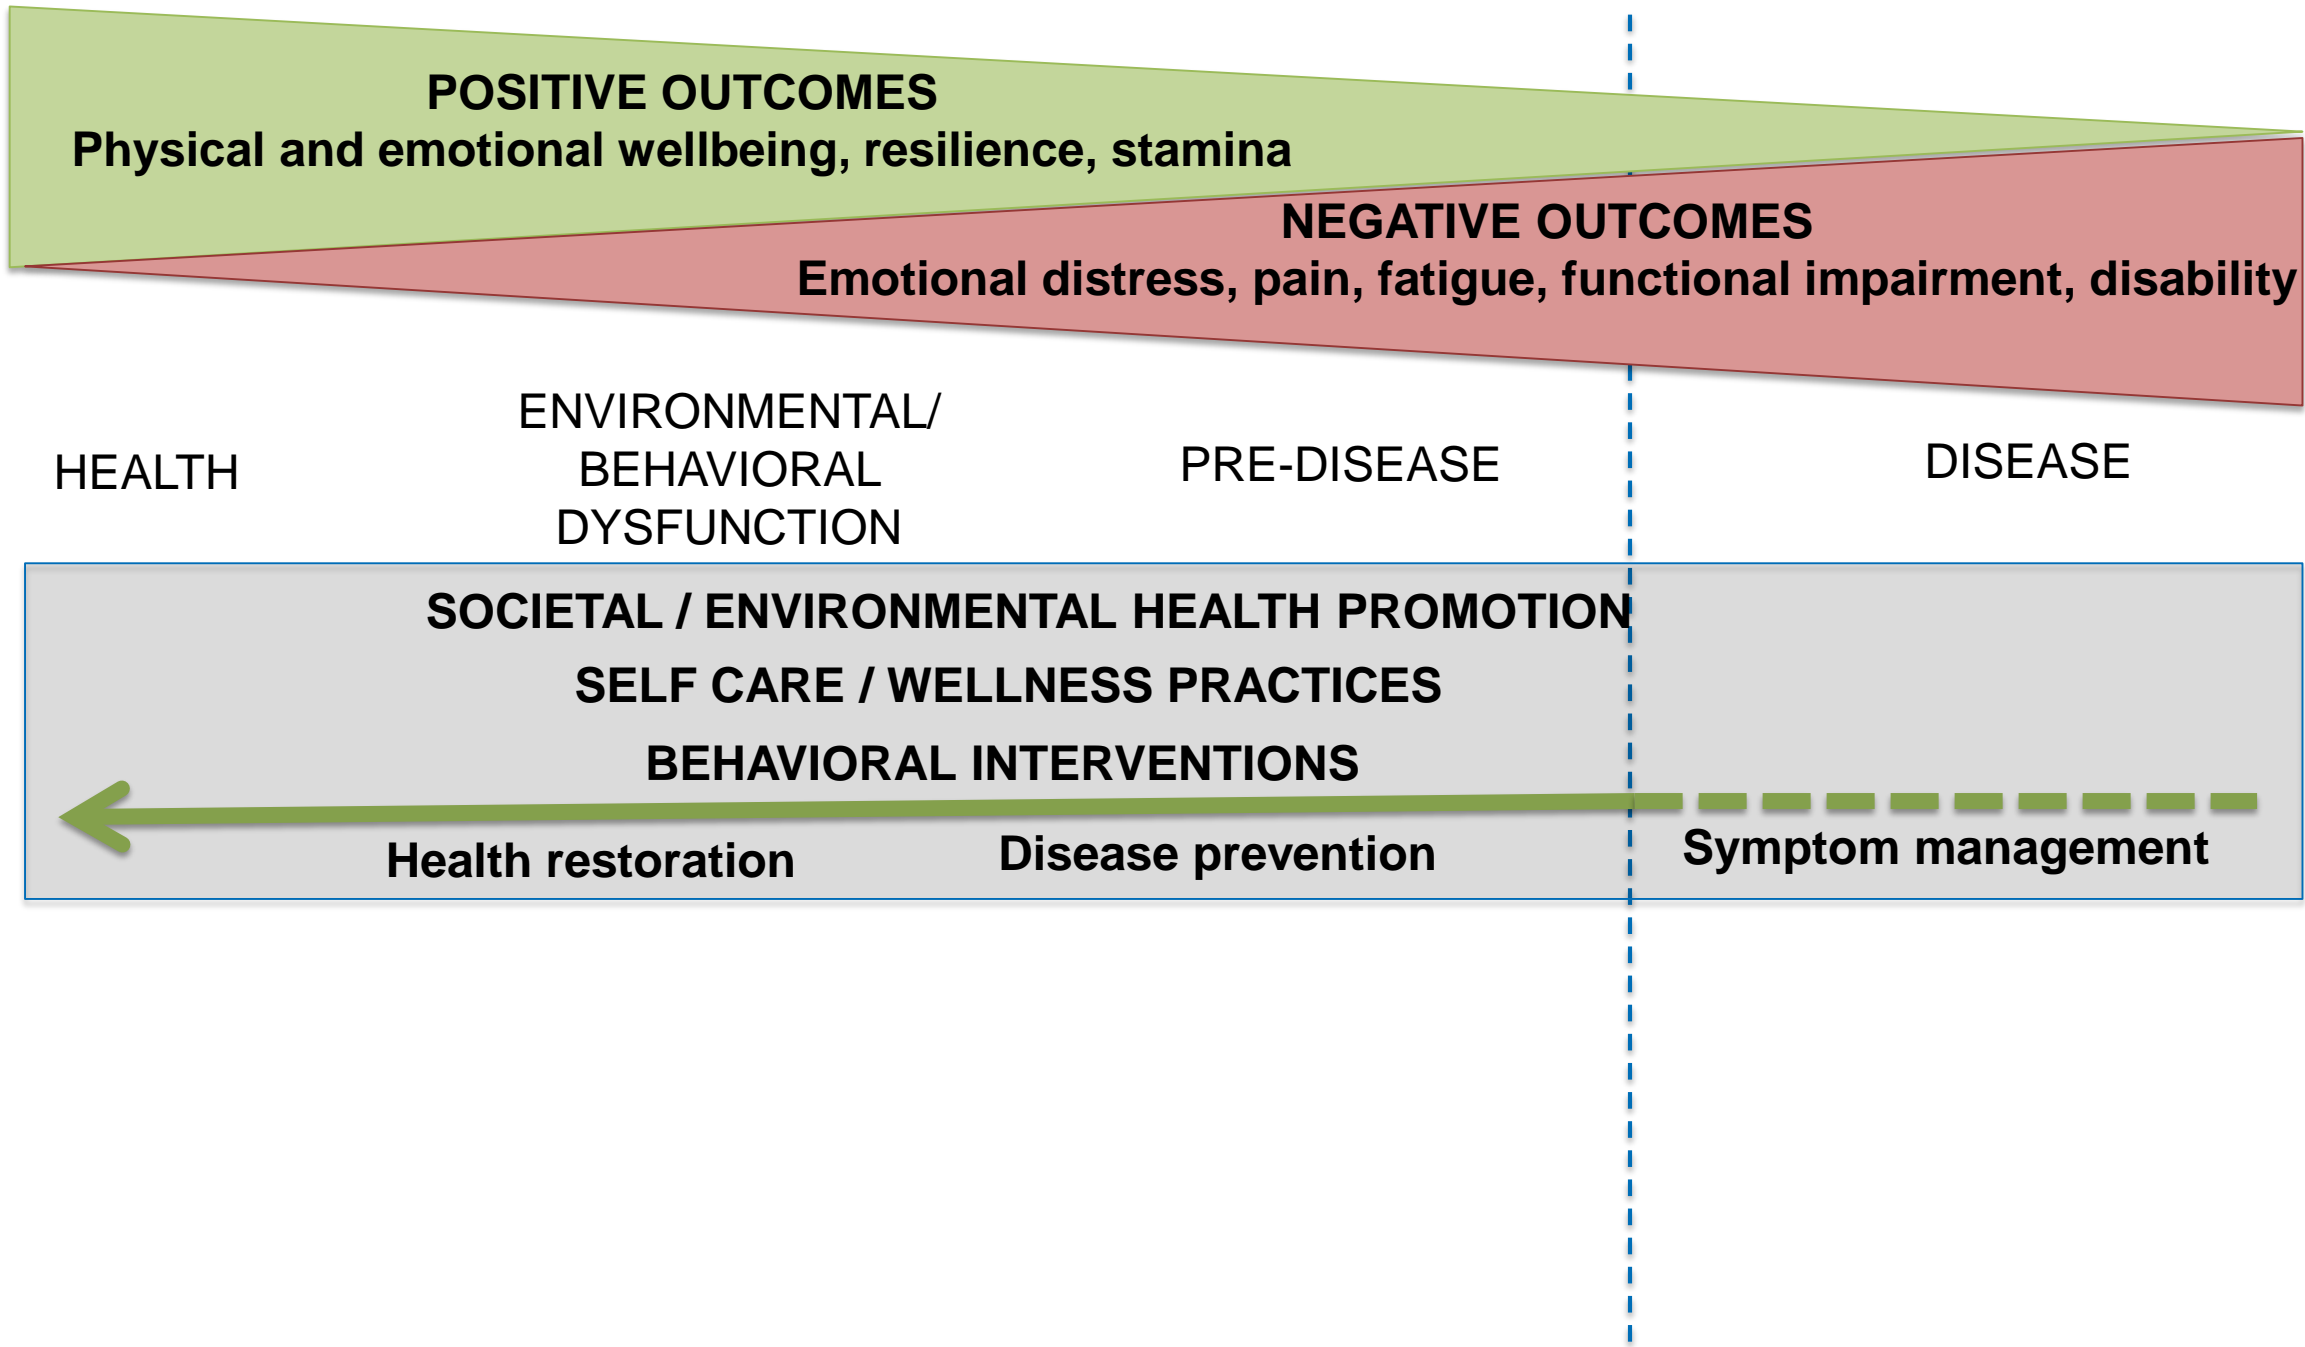 POSITIVE OUTCOMES
Physical and emotional wellbeing, resilience, stamina
NEGATIVE OUTCOMES
Emotional distress, pain, fatigue, functional impairment, disability
HEALTH
ENVIRONMENTAL/
BEHAVIORAL
DYSFUNCTION
PRE-DISEASE
DISEASE
SOCIETAL / ENVIRONMENTAL HEALTH PROMOTION
SELF CARE / WELLNESS PRACTICES
BEHAVIORAL INTERVENTIONS
Health restoration
Disease prevention
Symptom management